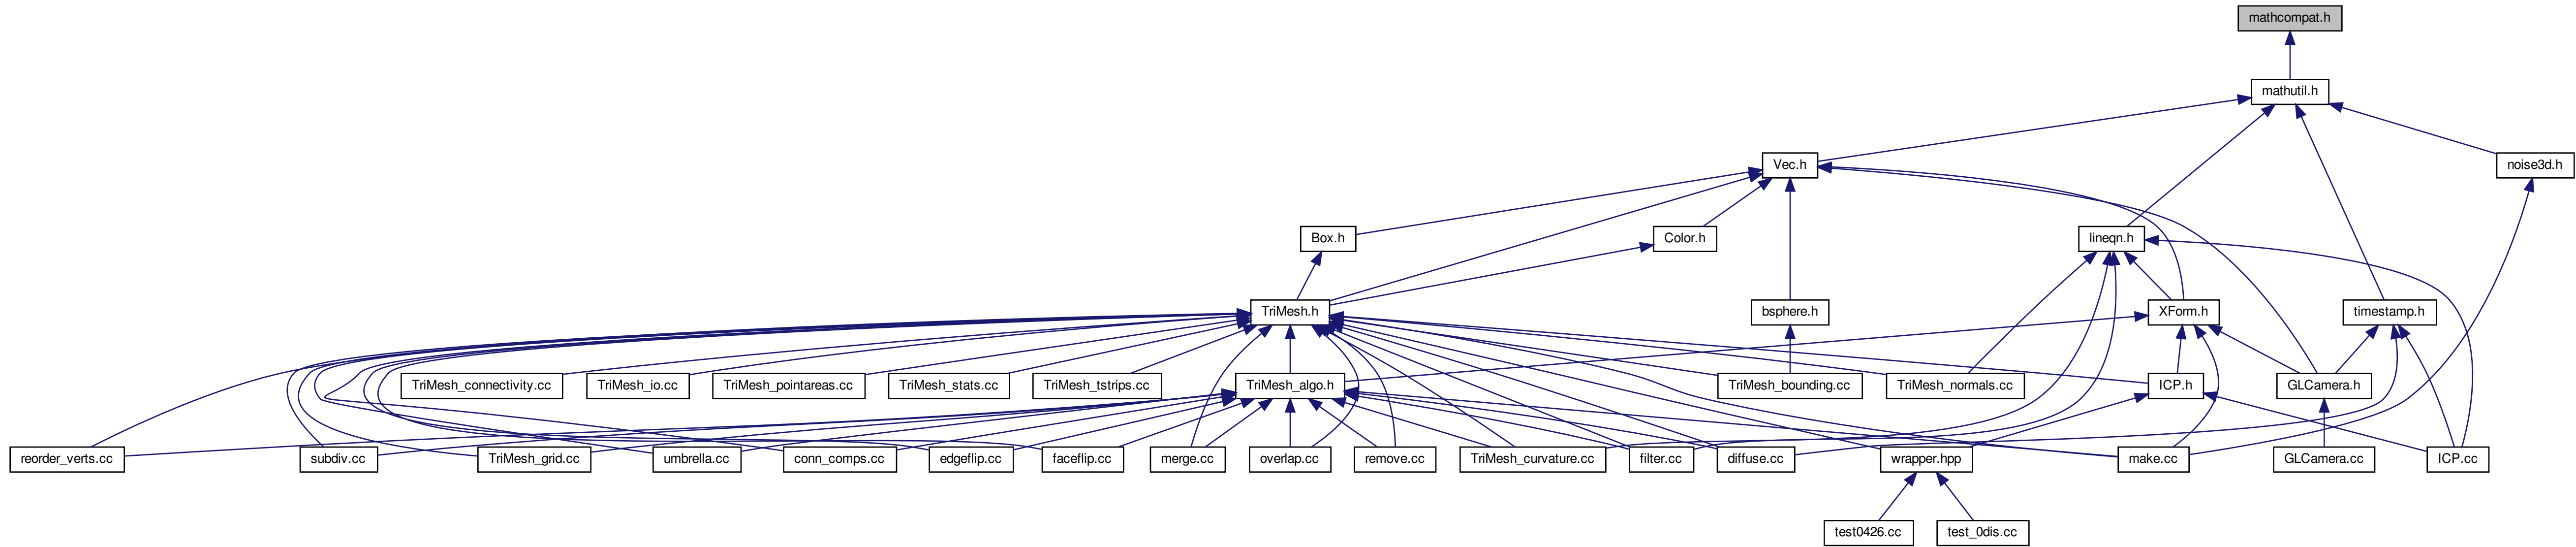 mathcompat.h
mathutil.h
Vec.h
noise3d.h
Box.h
Color.h
lineqn.h
TriMesh.h
bsphere.h
XForm.h
timestamp.h
TriMesh_connectivity.cc
TriMesh_io.cc
TriMesh_pointareas.cc
TriMesh_stats.cc
TriMesh_tstrips.cc
TriMesh_algo.h
TriMesh_bounding.cc
TriMesh_normals.cc
ICP.h
GLCamera.h
reorder_verts.cc
subdiv.cc
TriMesh_grid.cc
umbrella.cc
conn_comps.cc
edgeflip.cc
faceflip.cc
merge.cc
overlap.cc
remove.cc
TriMesh_curvature.cc
filter.cc
diffuse.cc
wrapper.hpp
make.cc
GLCamera.cc
ICP.cc
test0426.cc
test_0dis.cc